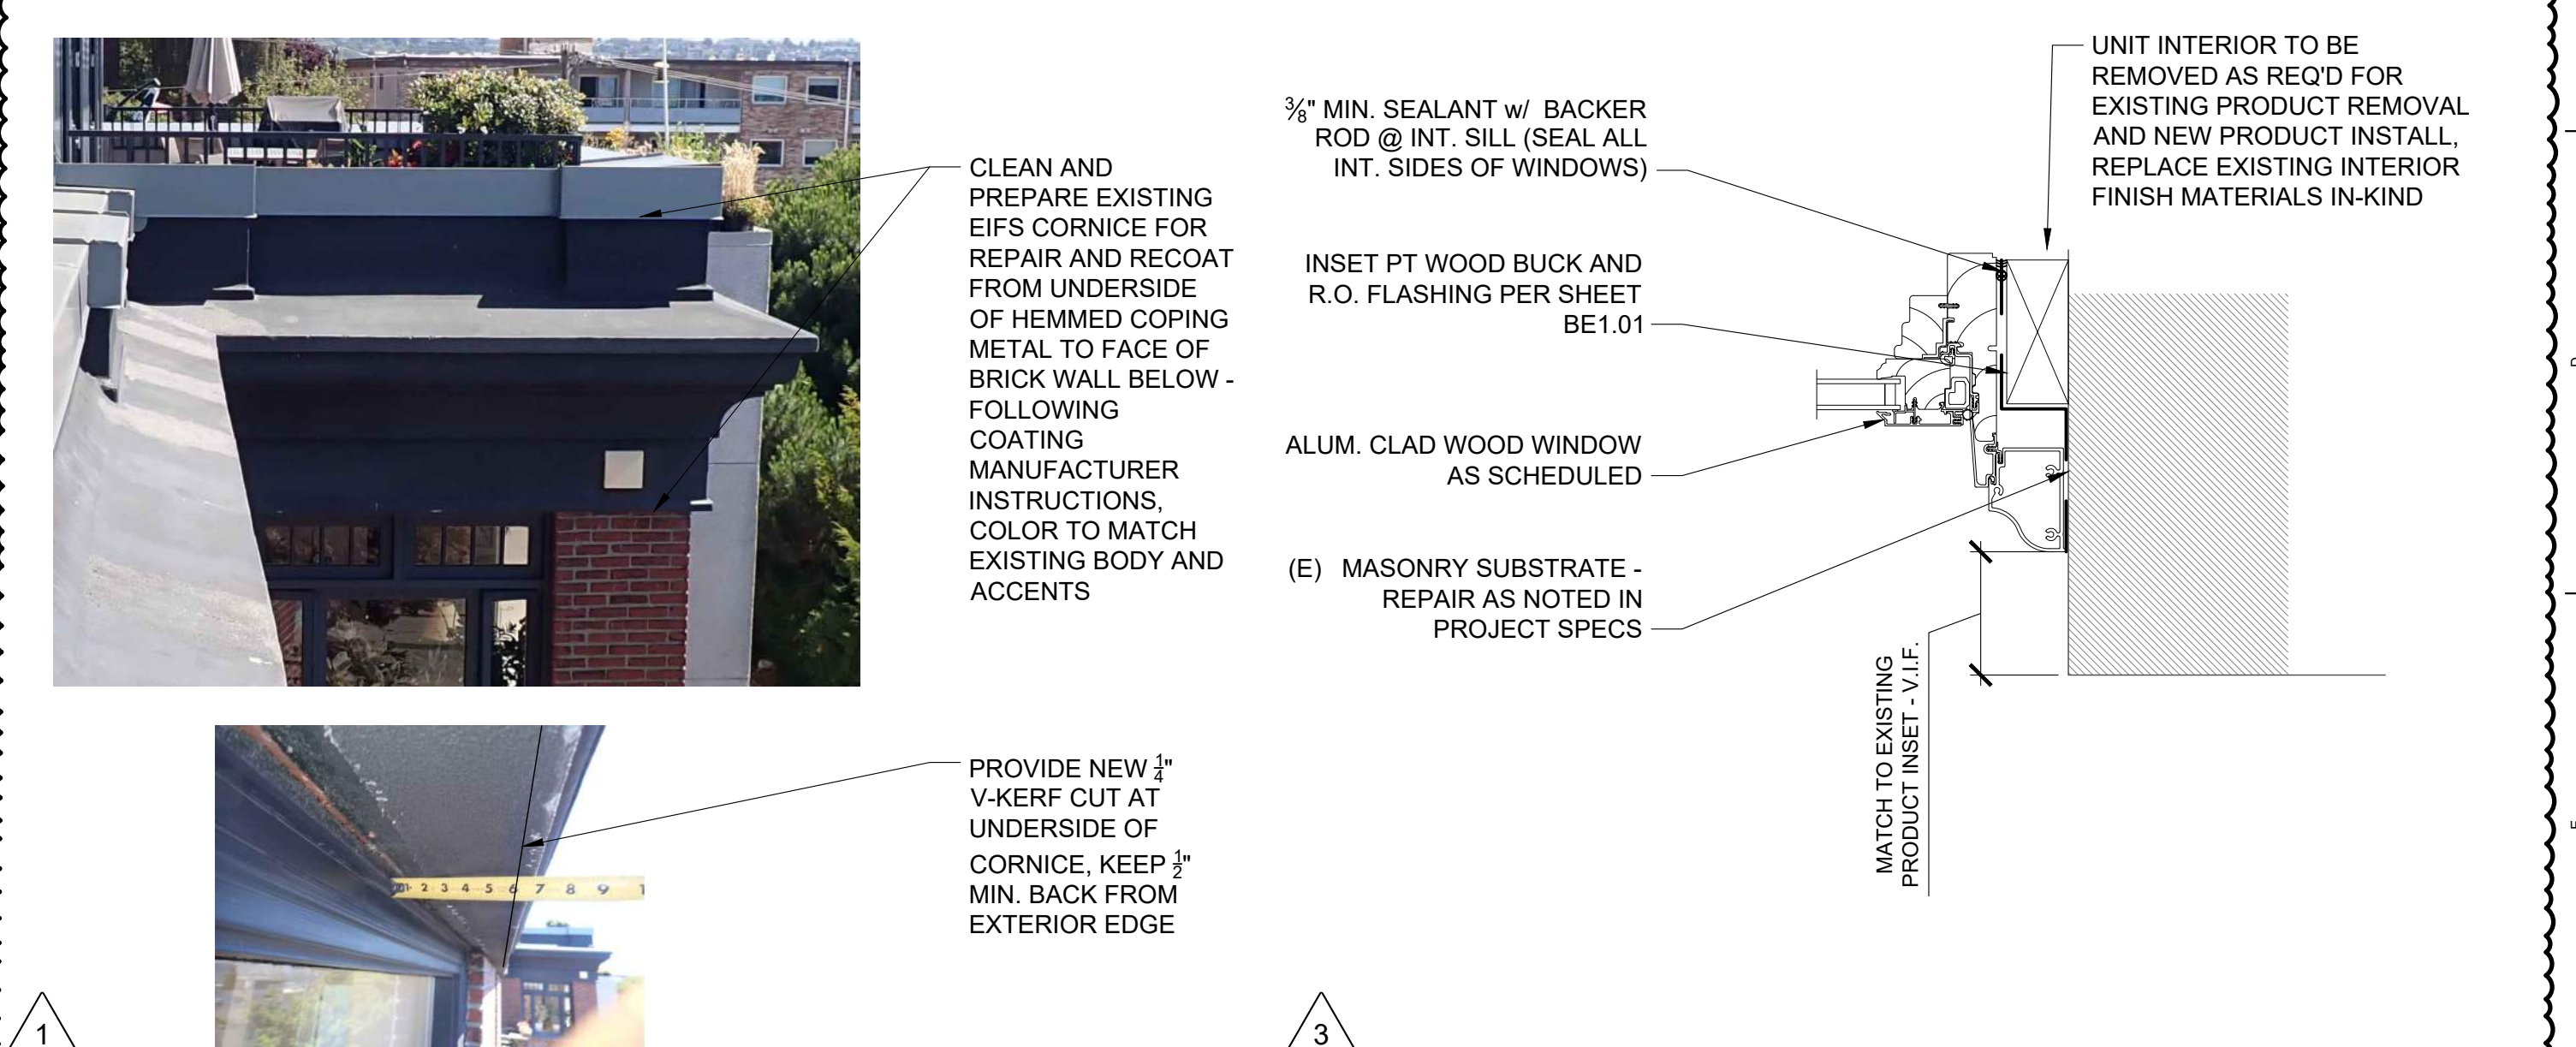 CLEAN AND
PREPARE EXISTING
EIFS CORNICE FOR
REPAIR AND RECOAT
FROM UNDERSIDE
OF HEMMED COPING
METAL TO FACE OF
BRICK WALL BELOW -
FOLLOWING
COATING
MANUFACTURER
INSTRUCTIONS,
COLOR TO MATCH
EXISTING BODY AND
ACCENTS
PROVIDE NEW 1/4"
V-KERF CUT AT
UNDERSIDE OF
CORNICE, KEEP 1/2"
MIN. BACK FROM
EXTERIOR EDGE
2 3 4 5 6 7 8 9 1
1
3/8" MIN. SEALANT w/ BACKER
ROD @ INT. SILL (SEAL ALL
INT. SIDES OF WINDOWS)
INSET PT WOOD BUCK AND
R.O. FLASHING PER SHEET
BE1.01
ALUM. CLAD WOOD WINDOW
AS SCHEDULED
(E) MASONRY SUBSTRATE -
REPAIR AS NOTED IN
PROJECT SPECS
UNIT INTERIOR TO BE
REMOVED AS REQ'D FOR
EXISTING PRODUCT REMOVAL
AND NEW PRODUCT INSTALL,
REPLACE EXISTING INTERIOR
FINISH MATERIALS IN-KIND
MATCH TO EXISTING
PRODUCT INSET - V.I.F.
3